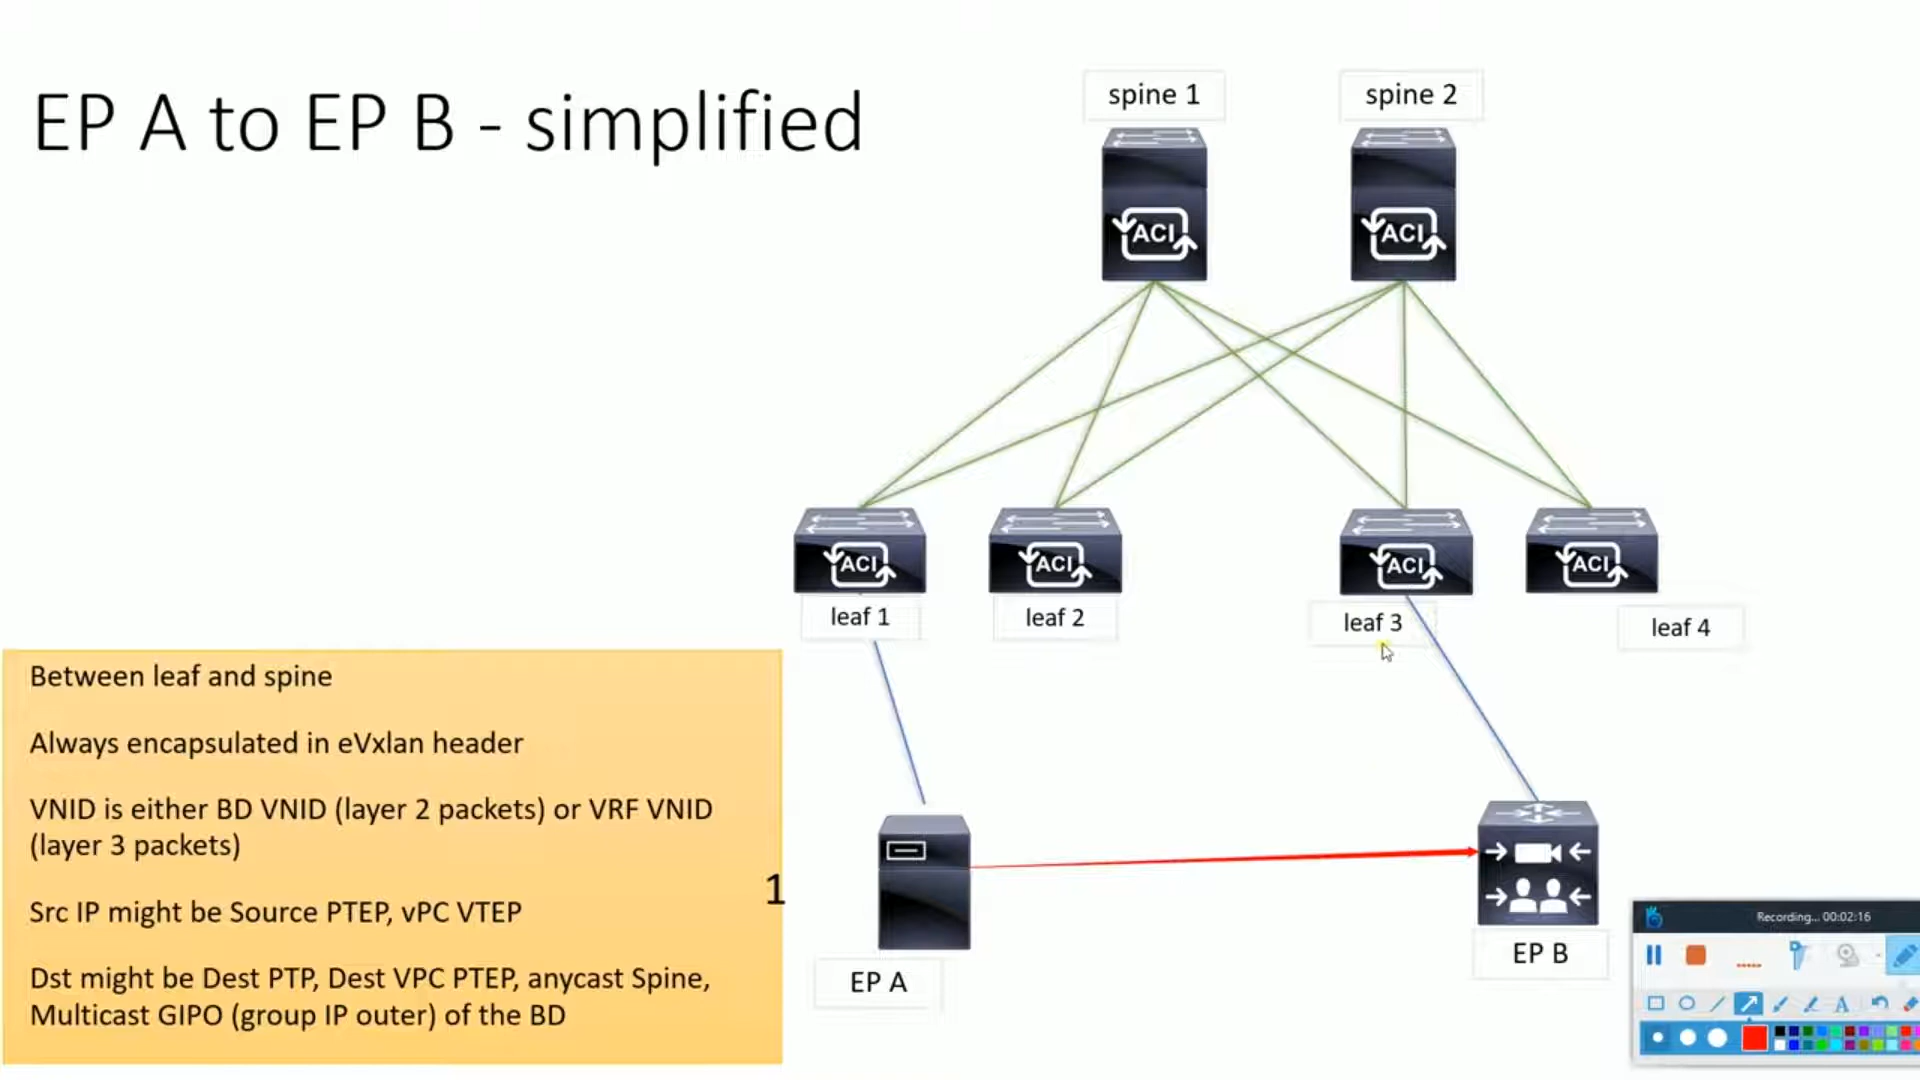 EP A to EP B - simplified
spine 1
spine 2
ACI
ACI
ACI
ACI
ACI
ACI
leaf 1
leaf 2
leaf 3
leaf 4
Between leaf and spine
Always encapsulated in eVxlan header
VNID is either BD VNID (layer 2 packets) or VRF VNID
(layer 3 packets)
Src IP might be Source PTEP, vPC VTEP
Dst might be Dest PTP, Dest VPC PTEP, anycast Spine,
Multicast GIPO (group IP outer) of the BD
1
EP A
EP B
Recording... 00:02:16
A